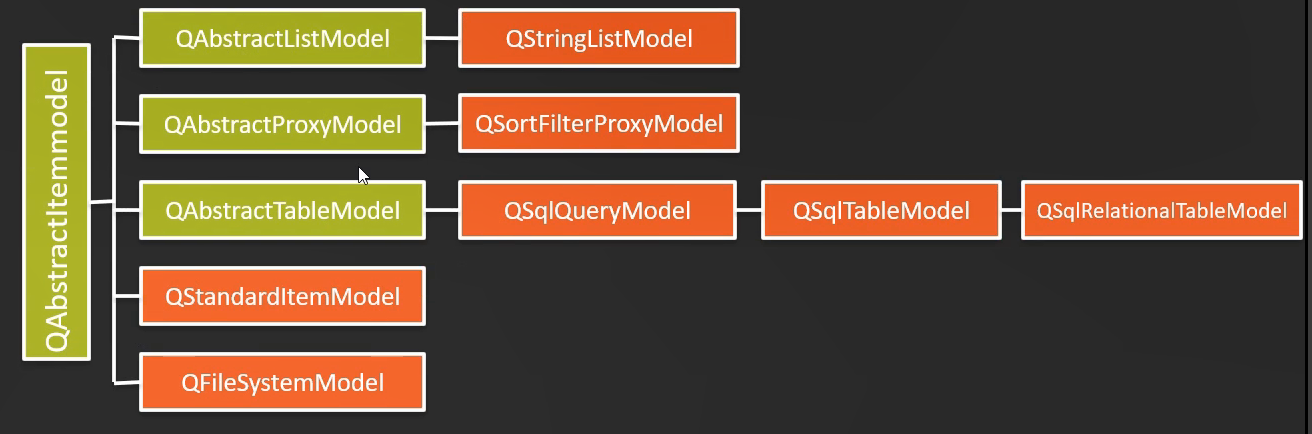 QAbstractItemmodel
QAbstractListModel
QStringListModel
QAbstractProxyModel
QSortFilterProxyModel
QAbstractTableModel
QSqlQueryModel
QSqlTableModel
QSqlRelationalTableModel
QStandardItemModel
QFileSystemModel